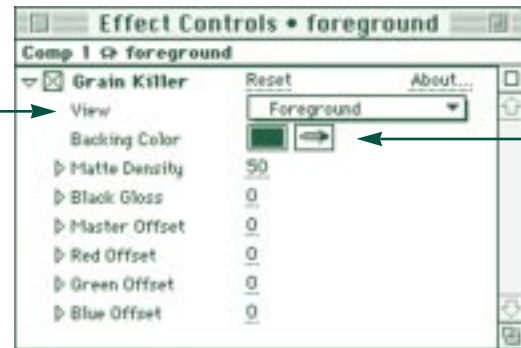 Effect Controls • foreground
Comp 1 foreground
Grain Killer Reset About...
View Foreground
Backing Color
Matte Density 50
Black Gloss 0
Master Offset 0
Red Offset 0
Green Offset 0
Blue Offset 0